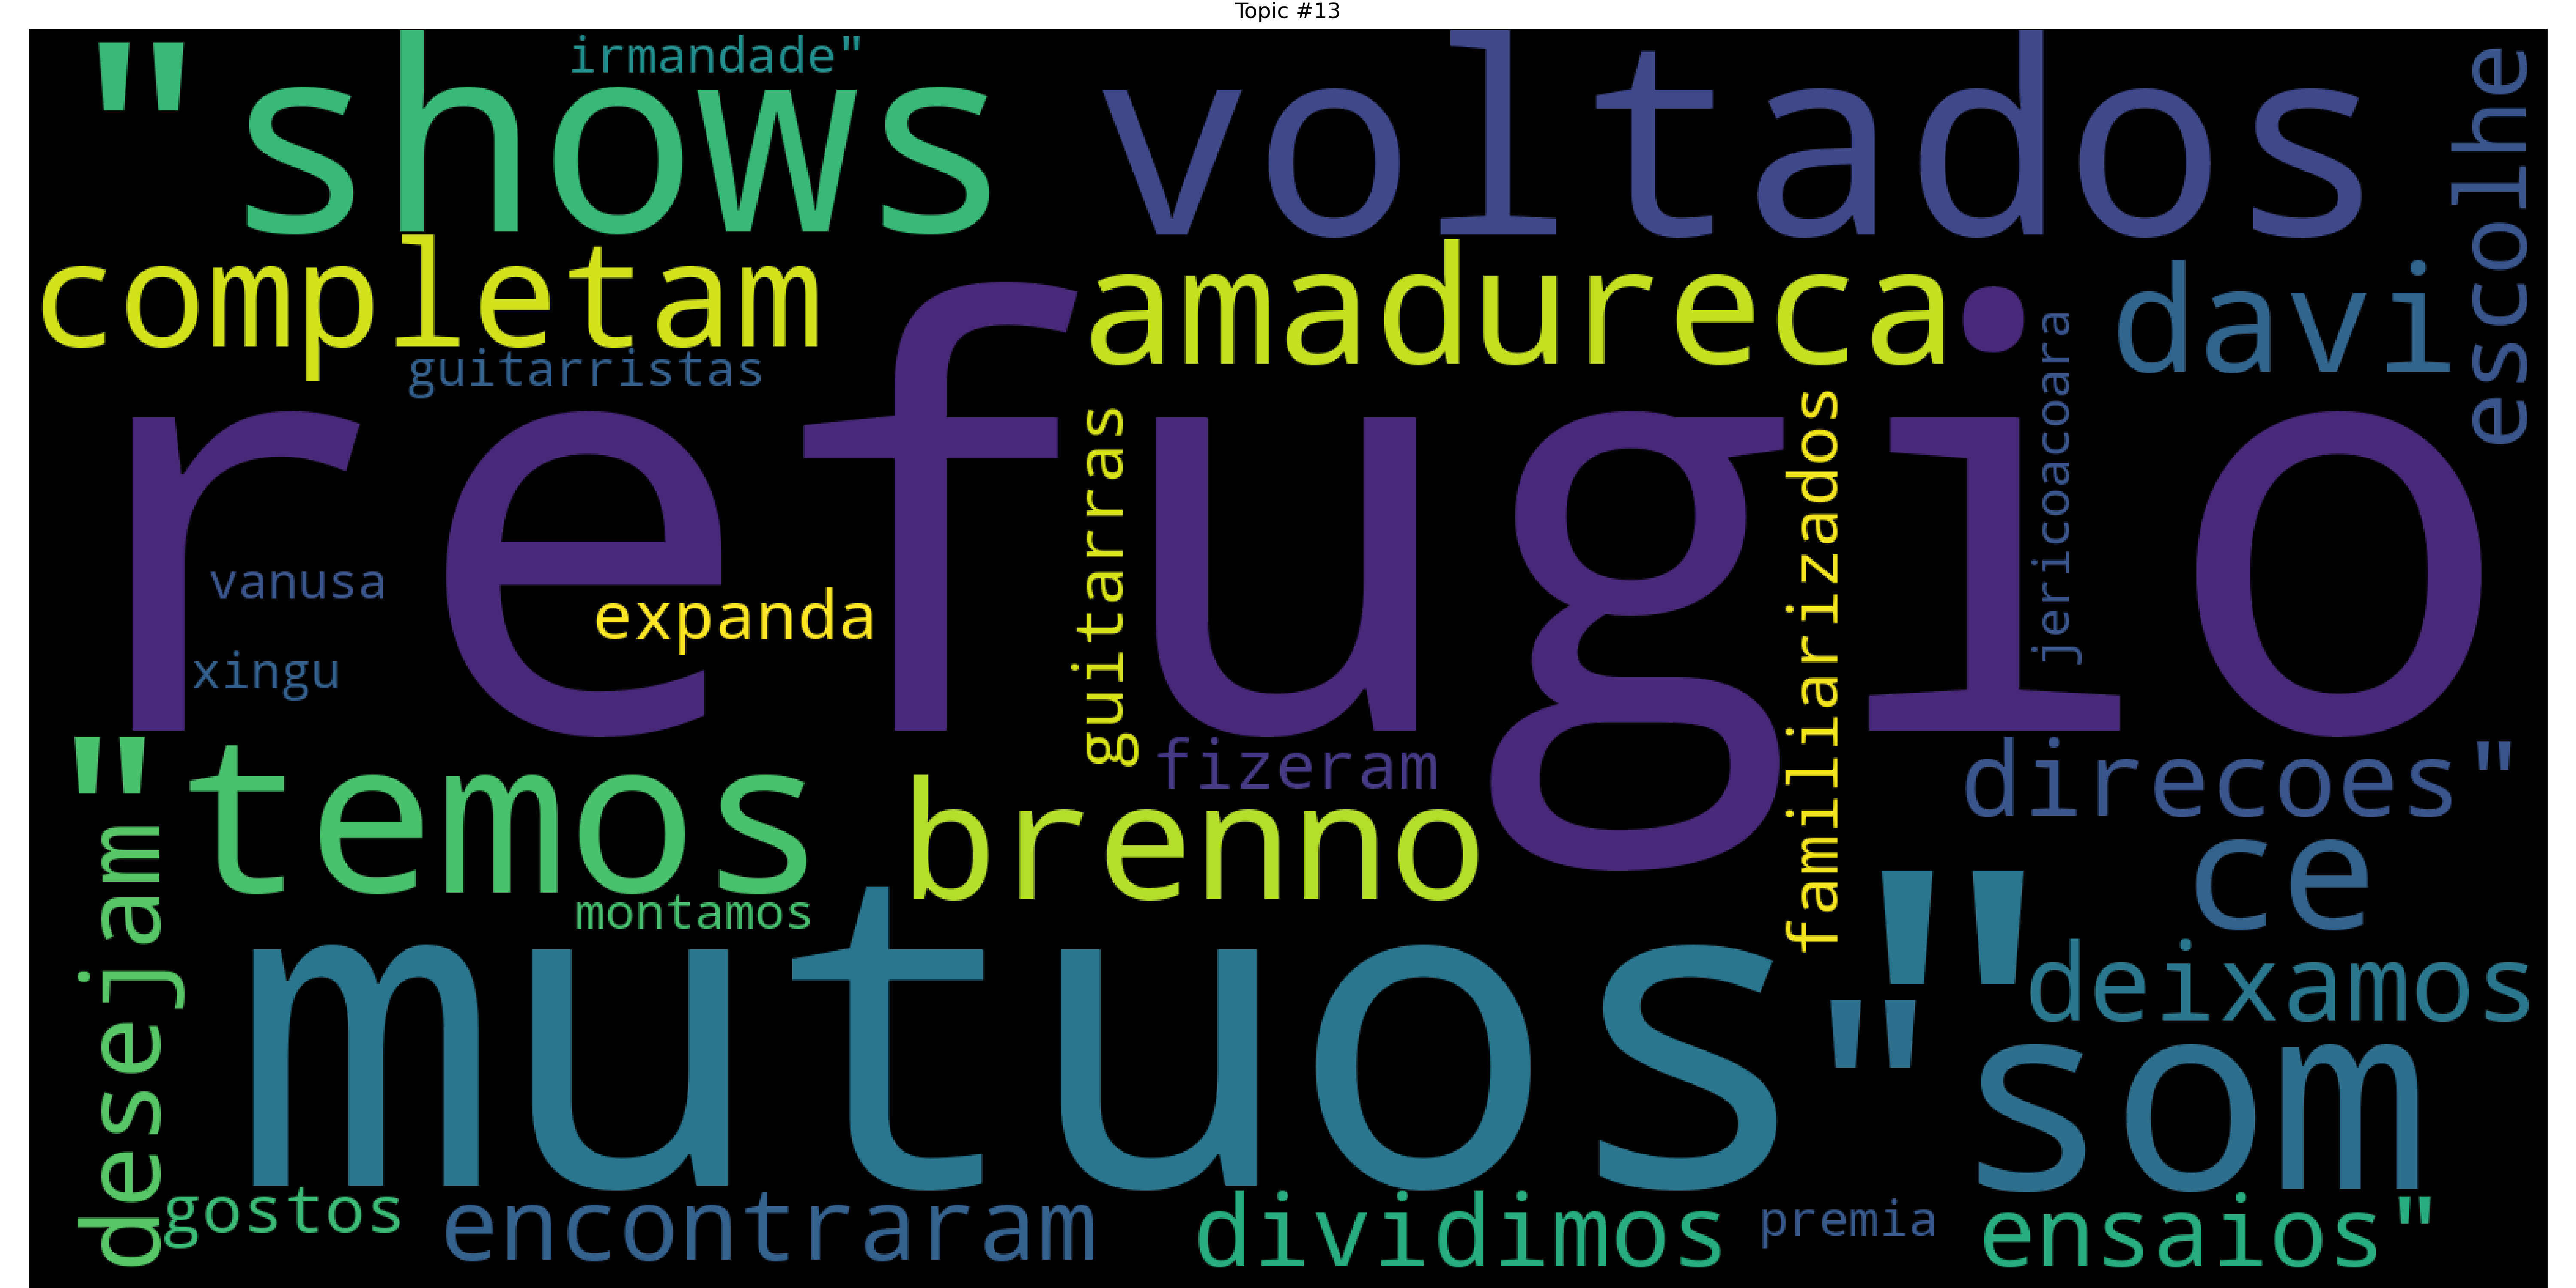 Topic #13
irmandade"
"shows
voltados
escolhe
completam
amadureca
davi
guitarristas
jericoacoara
refugio
guitarras
familiarizados
vanusa
expanda
xingu
"temos
fizeram
direcoes"
brenno
ce
desejam
montamos
mutuos"
deixamos
"som
gostos
encontraram
dividimos
premia
ensaios"